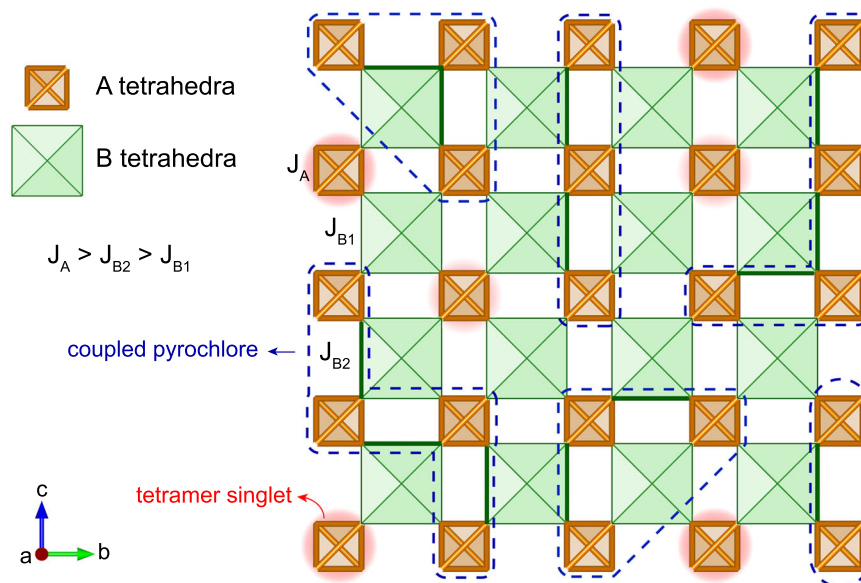 A tetrahedra
B tetrahedra
J_A
J_B1
J_A > J_B2 > J_B1
coupled pyrochlore
J_B2
tetramer singlet
c
a
b